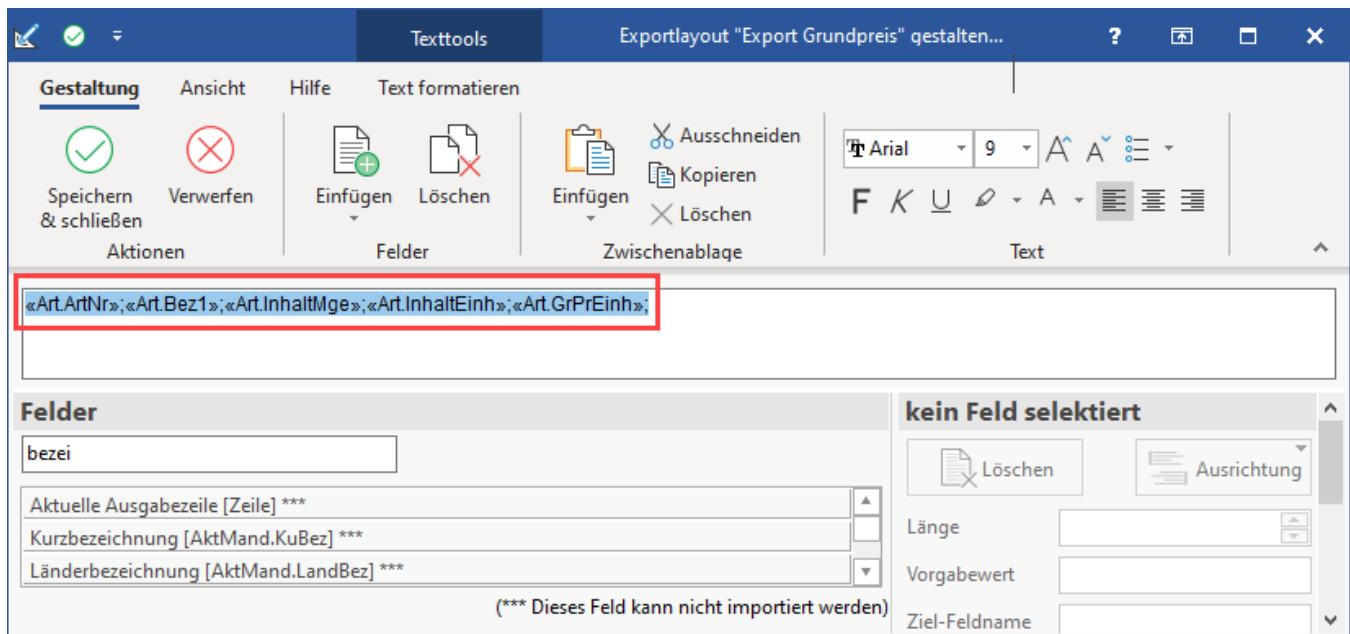 Texttools
Exportlayout "Export Grundpreis" gestalten...
?
Gestaltung Ansicht Hilfe Text formatieren
Speichern & schließen
Verwerfen
Aktionen
Einfügen
Löschen
Felder
Einfügen
Ausschneiden
Kopieren
Löschen
Zwischenablage
Arial 9
F K U A
Text
«Art.ArtNr»;«Art.Bez1»;«Art.InhaltMge»;«Art.InhaltEinh»;«Art.GrPrEinh»;
Felder
bezei
Aktuelle Ausgabezeile [Zeile] ***
Kurzbezeichnung [AktMand.KuBez] ***
Länderbezeichnung [AktMand.LandBez] ***
(*** Dieses Feld kann nicht importiert werden)
kein Feld selektiert
Löschen
Ausrichtung
Länge
Vorgabewert
Ziel-Feldname